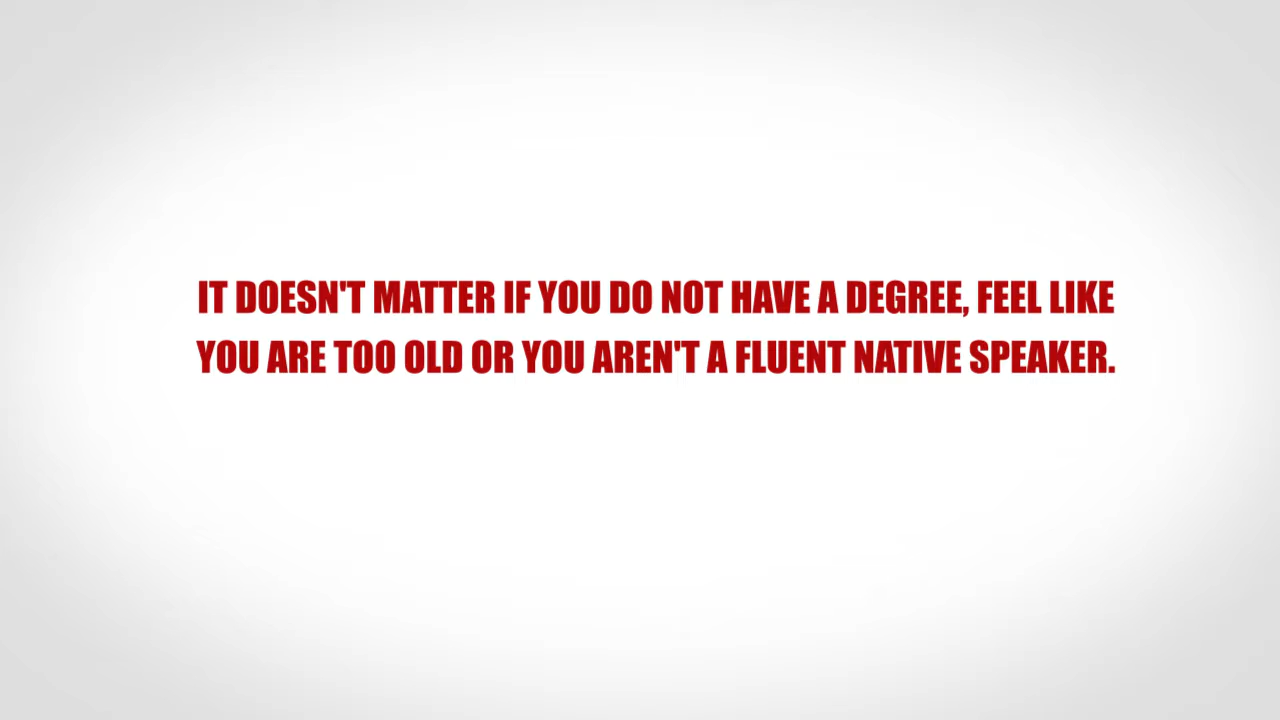 IT DOESN'T MATTER IF YOU DO NOT HAVE A DEGREE, FEEL LIKE
YOU ARE TOO OLD OR YOU AREN'T A FLUENT NATIVE SPEAKER.